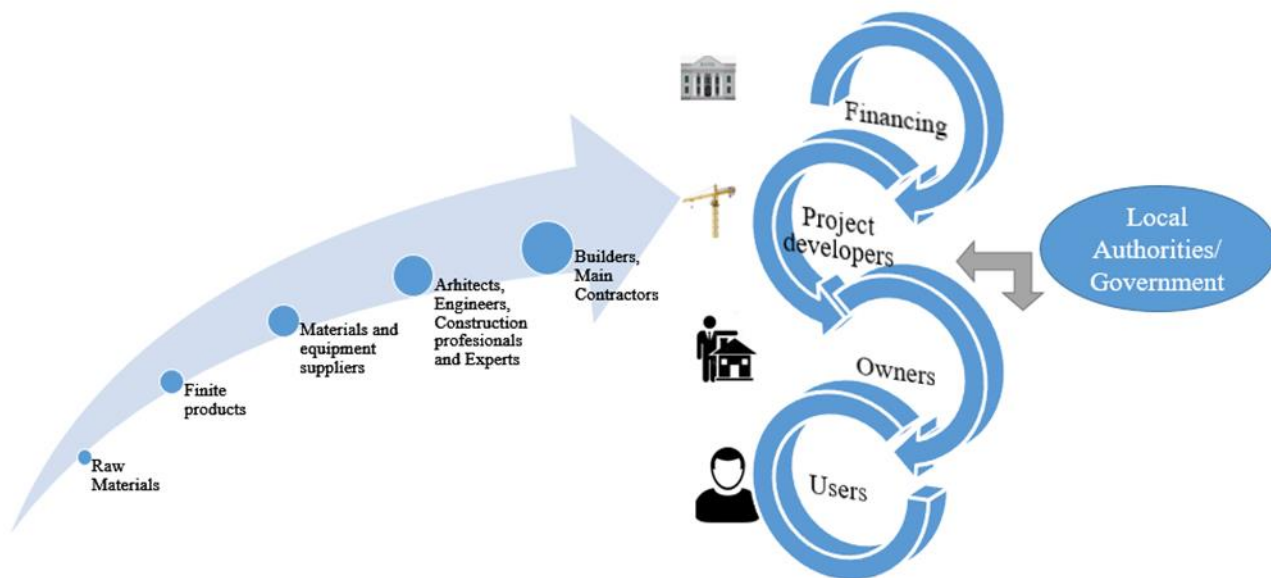 Raw
Materials
Finite
products
Materials and
equipment
suppliers
Arhitects,
Engineers,
Construction
profesionals
and Experts
Builders,
Main
Contractors
Financing
Project
developers
Owners
Users
Local
Authorities/
Government